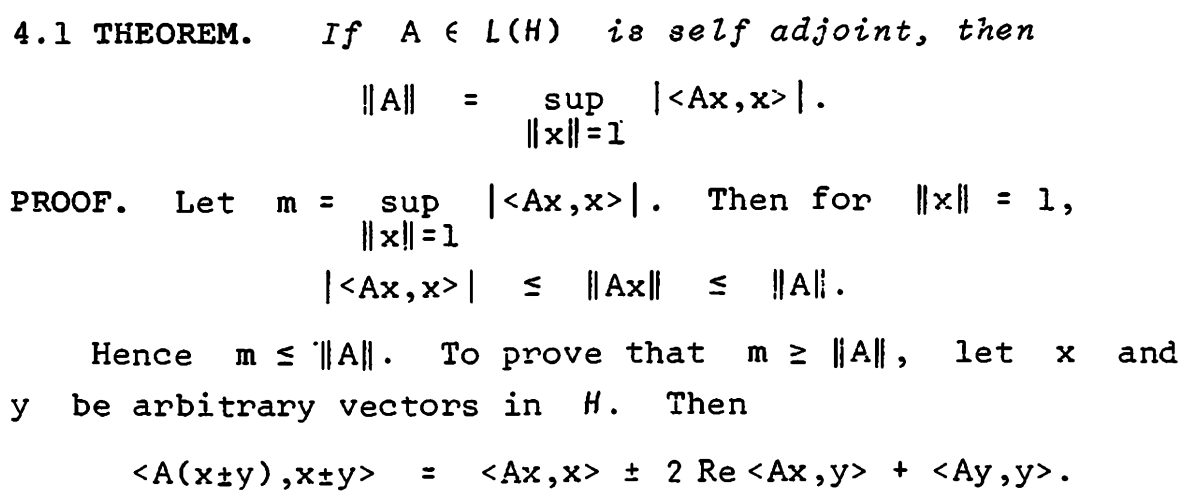 4.1 THEOREM. If A ∈ L(H) is self adjoint, then
‖A‖ = sup |<Ax,x>|.
‖x‖=1
PROOF. Let m = sup |<Ax,x>|. Then for ‖x‖ = 1,
‖x‖=1
|<Ax,x>| ≤ ‖Ax‖ ≤ ‖A‖.
Hence m ≤ ‖A‖. To prove that m ≥ ‖A‖, let x and
y be arbitrary vectors in H. Then
<A(x±y),x±y> = <Ax,x> ± 2 Re <Ax,y> + <Ay,y>.